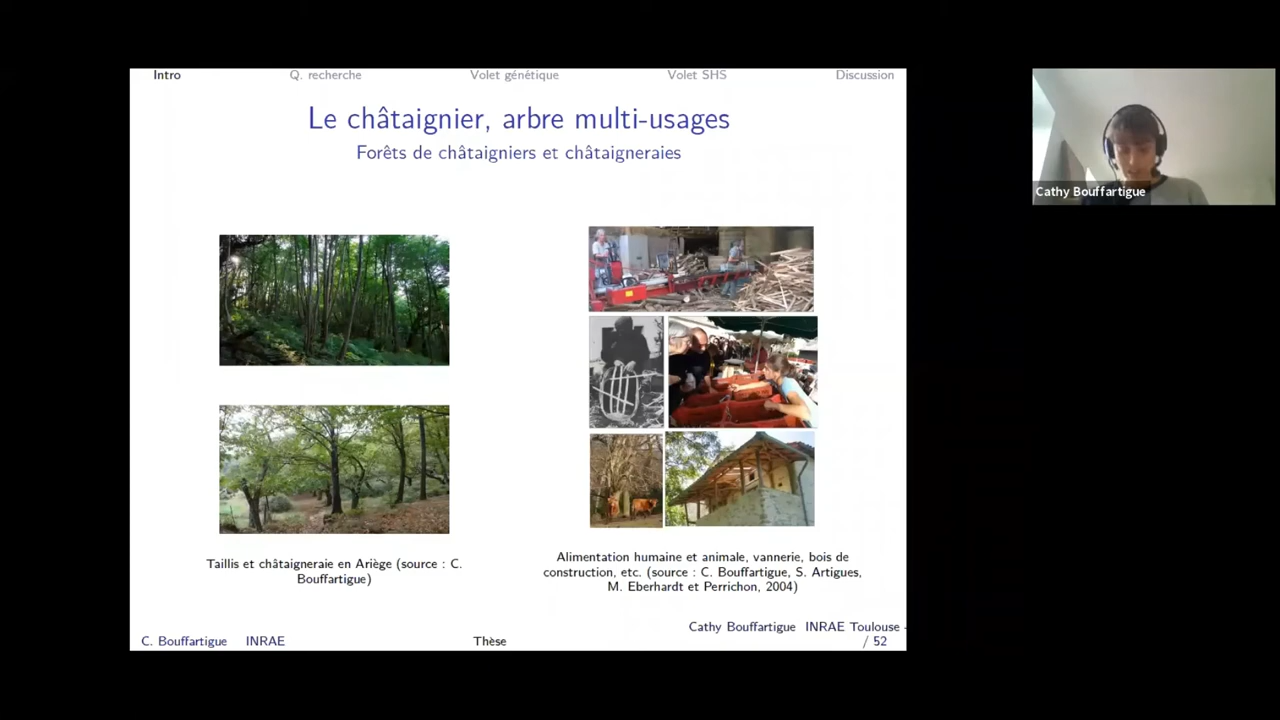 Intro Q. recherche Volet génétique Volet SHS Discussion
Le châtaignier, arbre multi-usages
Forêts de châtaigniers et châtaigneraies
Cathy Bouffartigue
Taillis et châtaigneraie en Ariège (source : C.
Bouffartigue)
Alimentation humaine et animale, vannerie, bois de
construction, etc. (source : C. Bouffartigue, S. Artigues,
M. Eberhardt et Perrichon, 2004)
Cathy Bouffartigue INRAE Toulouse -
C. Bouffartigue INRAE Thèse / 52